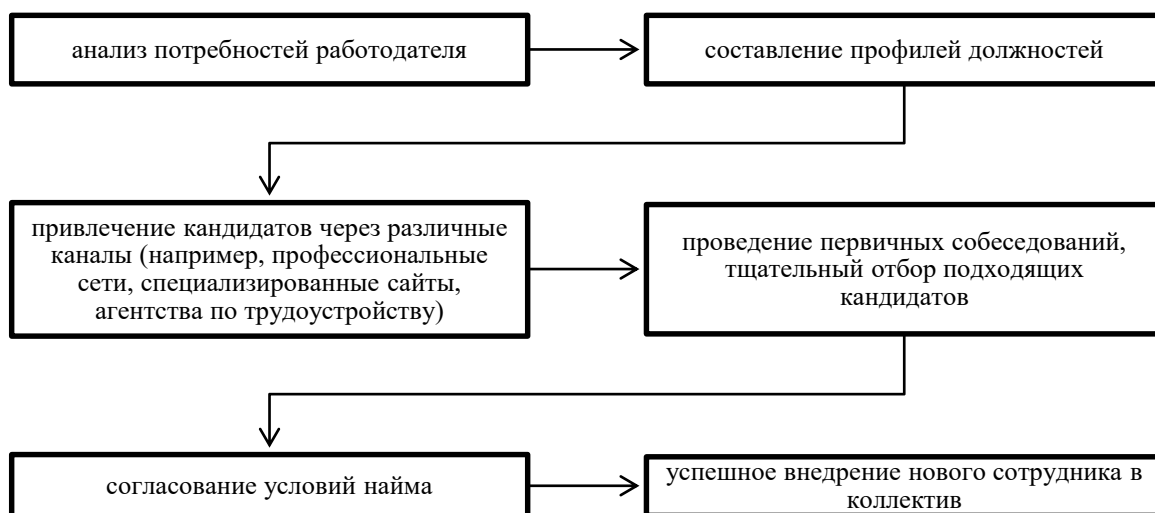 анализ потребностей работодателя
составление профилей должностей
привлечение кандидатов через различные
каналы (например, профессиональные
сети, специализированные сайты,
агентства по трудоустройству)
проведение первичных собеседований,
тщательный отбор подходящих
кандидатов
согласование условий найма
успешное внедрение нового сотрудника в
коллектив